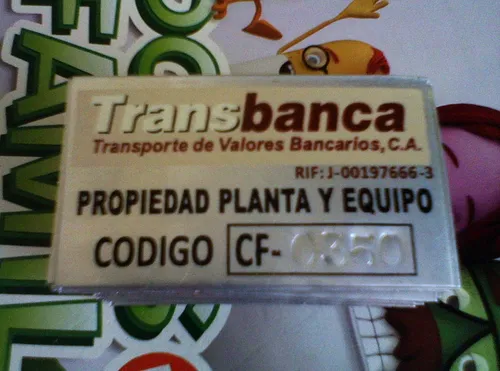 Transbanca
Transporte de Valores Bancarios, C.A.
RIF: J-00197666-3
PROPIEDAD PLANTA Y EQUIPO
CODIGO CF-0350